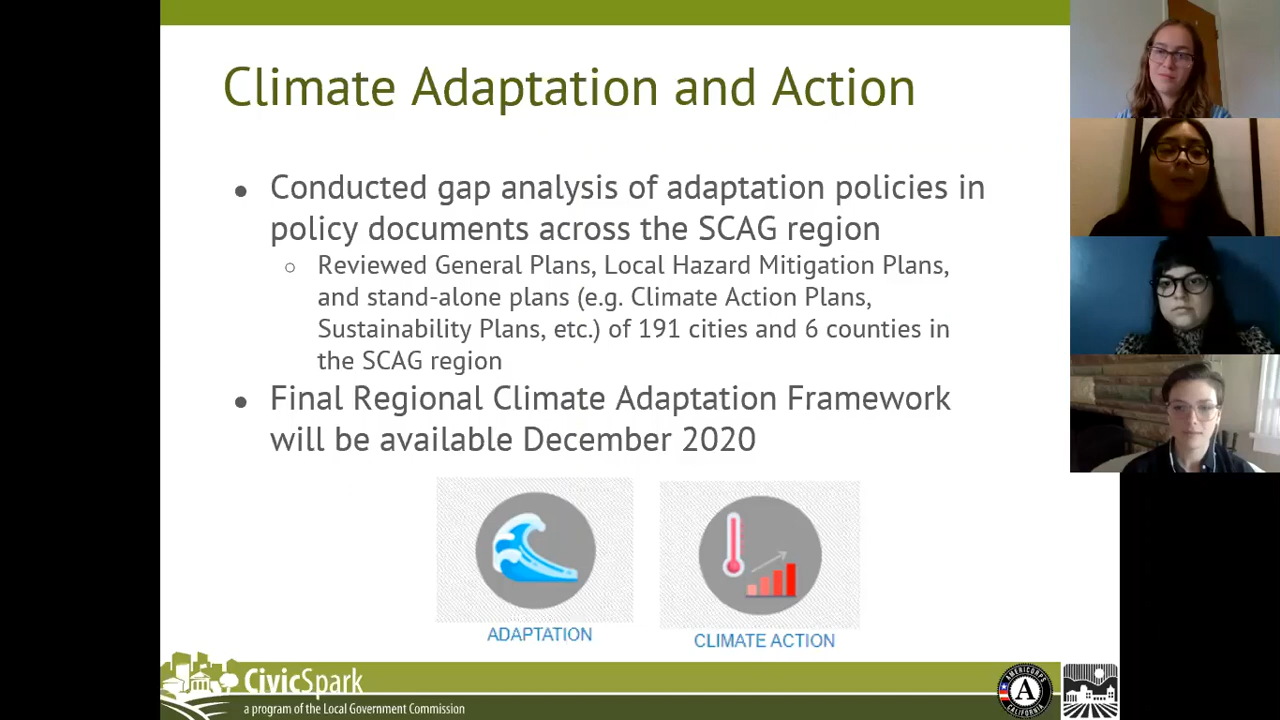 Climate Adaptation and Action
● Conducted gap analysis of adaptation policies in
policy documents across the SCAG region
○ Reviewed General Plans, Local Hazard Mitigation Plans,
and stand-alone plans (e.g. Climate Action Plans,
Sustainability Plans, etc.) of 191 cities and 6 counties in
the SCAG region
● Final Regional Climate Adaptation Framework
will be available December 2020
ADAPTATION
CLIMATE ACTION
CivicSpark
a program of the Local Government Commission
AMERICORPS
A
CALIFORNIA